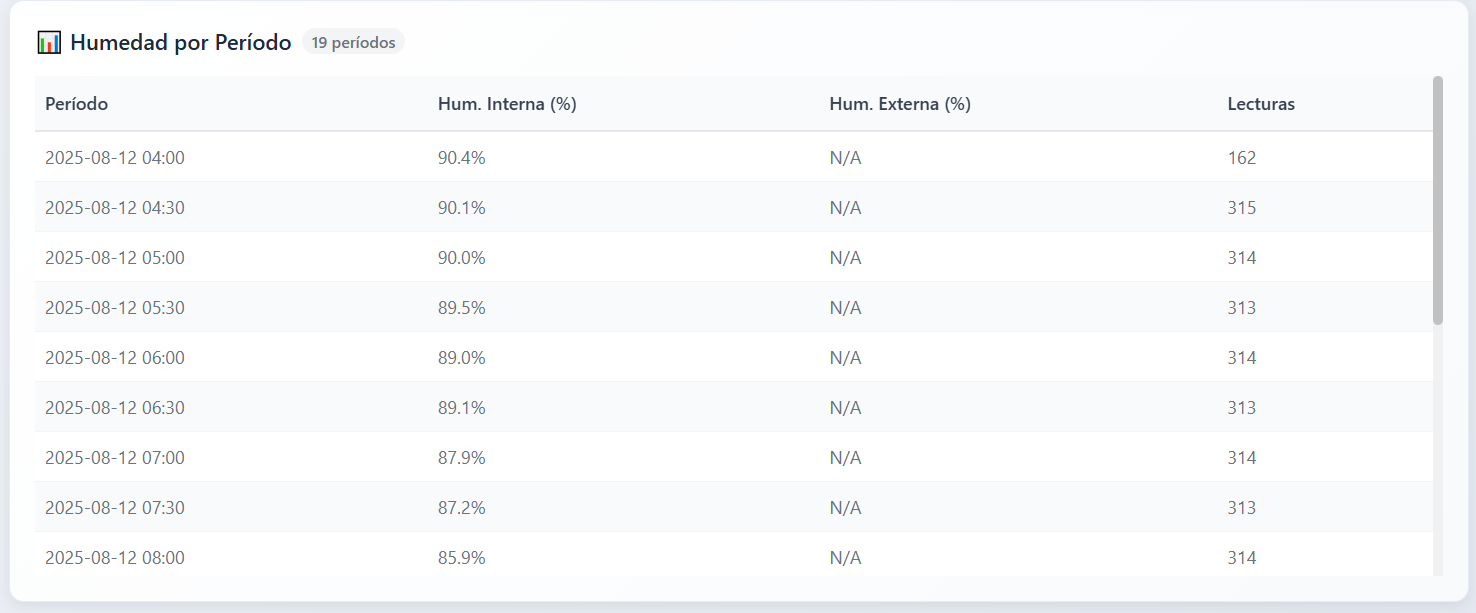 📊 Humedad por Período 19 períodos
Período Hum. Interna (%) Hum. Externa (%) Lecturas
2025-08-12 04:00 90.4% N/A 162
2025-08-12 04:30 90.1% N/A 315
2025-08-12 05:00 90.0% N/A 314
2025-08-12 05:30 89.5% N/A 313
2025-08-12 06:00 89.0% N/A 314
2025-08-12 06:30 89.1% N/A 313
2025-08-12 07:00 87.9% N/A 314
2025-08-12 07:30 87.2% N/A 313
2025-08-12 08:00 85.9% N/A 314